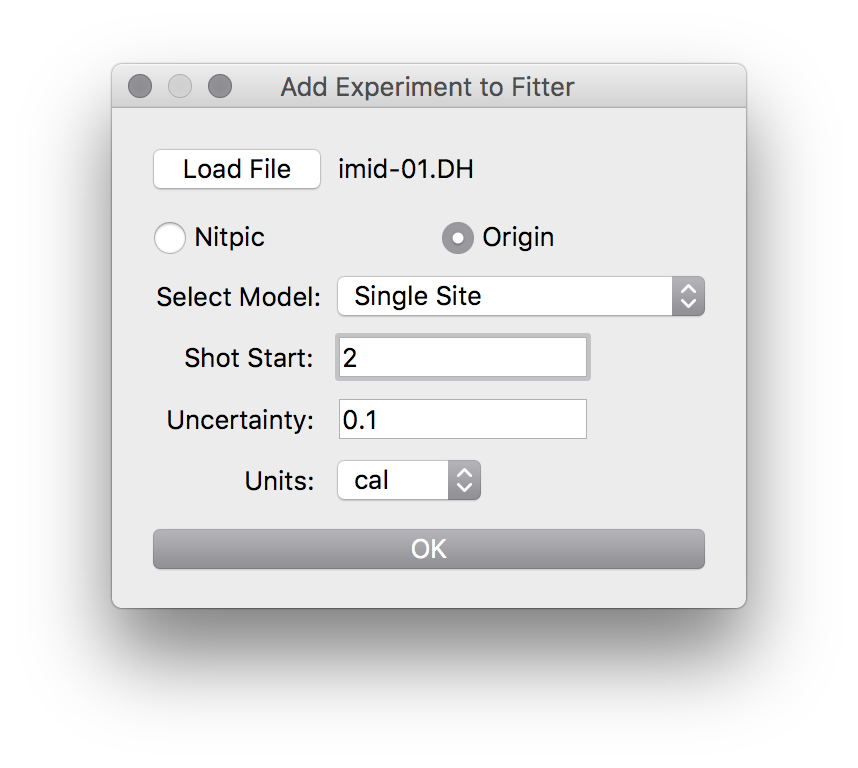 Add Experiment to Fitter
Load File imid-01.DH
Nitpic Origin
Select Model: Single Site
Shot Start: 2
Uncertainty: 0.1
Units: cal
OK